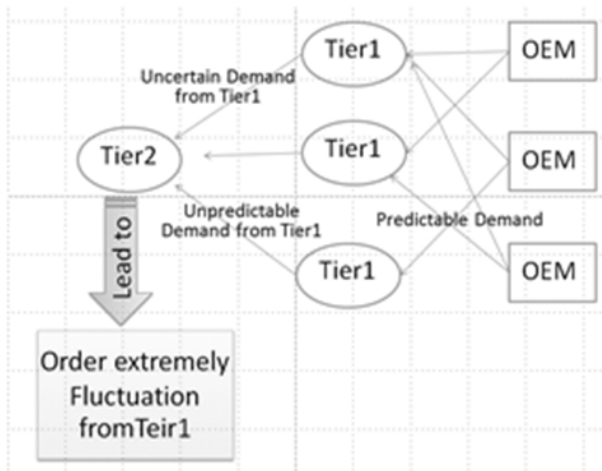 Tier1
OEM
Uncertain Demand
from Tier1
Tier1
OEM
Tier2
Unpredictable
Demand from Tier1
Predictable Demand
Tier1
OEM
Lead to
Order extremely
Fluctuation
fromTeir1